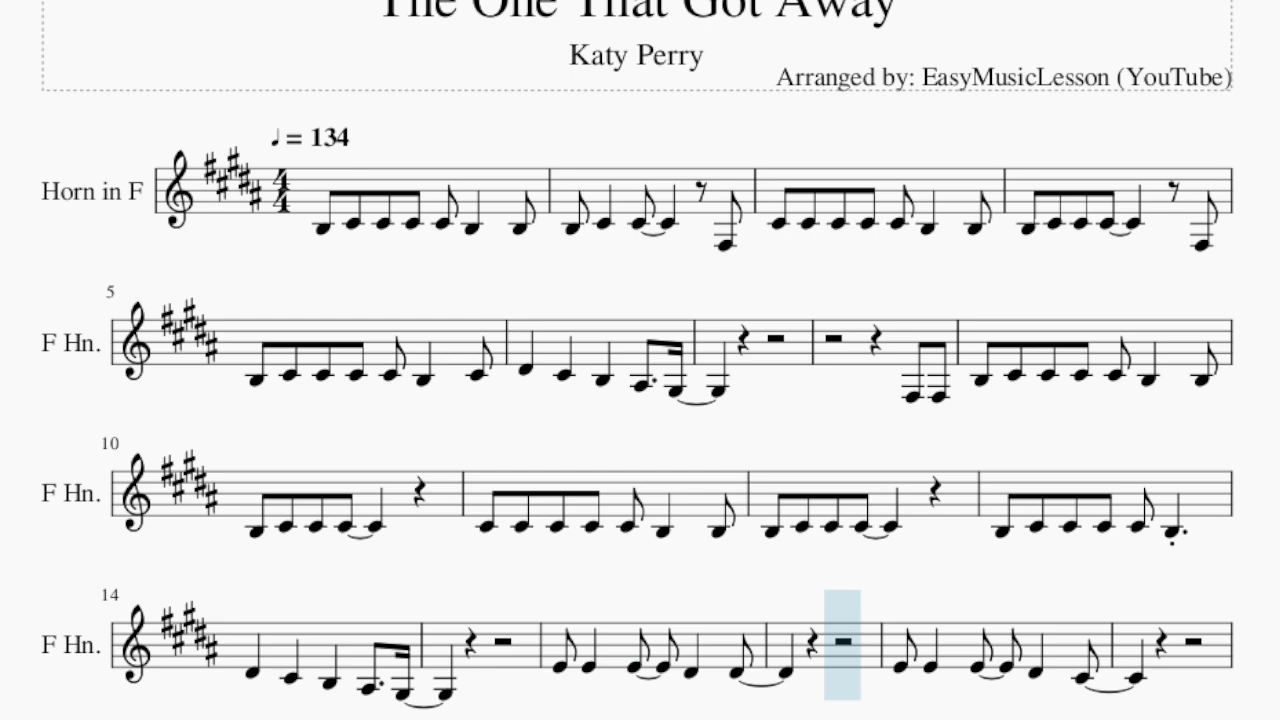 The One That Got Away
Katy Perry
Arranged by: EasyMusicLesson (YouTube)
♩ = 134
Horn in F
4
4
5
F Hn.
10
F Hn.
14
F Hn.